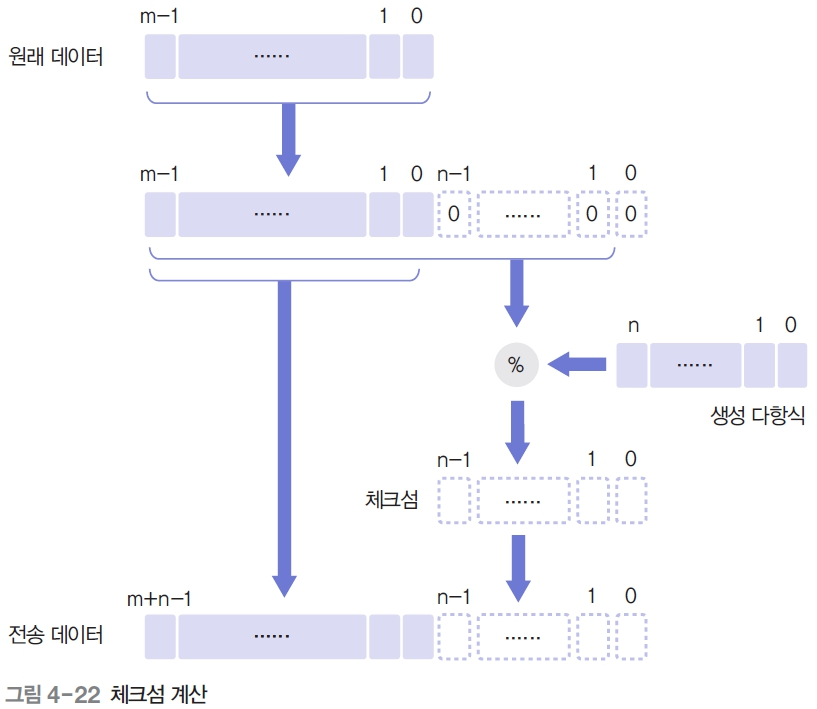 m-1 1 0
원래 데이터 ······
m-1 1 0 n-1 1 0
······ 0 ······ 0 0
n 1 0
% ······
생성 다항식
n-1 1 0
체크섬 ······
m+n-1 n-1 1 0
전송 데이터 ······ ······
그림 4-22 체크섬 계산